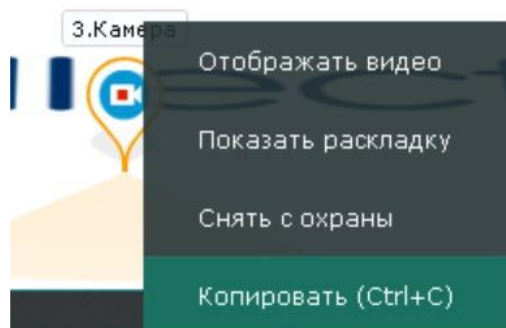 3.Камера
Отображать видео
Показать раскладку
Снять с охраны
Копировать (Ctrl+C)